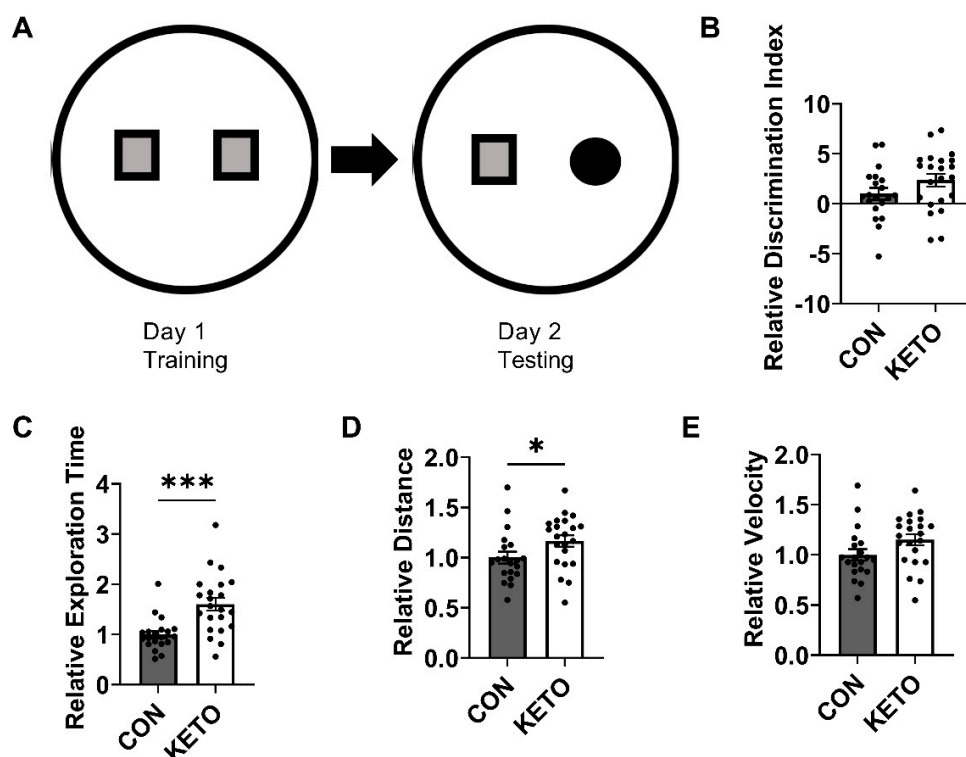 A
Day 1
Training
Day 2
Testing
B
Relative Discrimination Index
10
5
0
-5
-10
CON
KETO
C
Relative Exploration Time
4
3
2
1
0
***
CON
KETO
D
Relative Distance
2.0
1.5
1.0
0.5
0.0
*
CON
KETO
E
Relative Velocity
2.0
1.5
1.0
0.5
0.0
CON
KETO